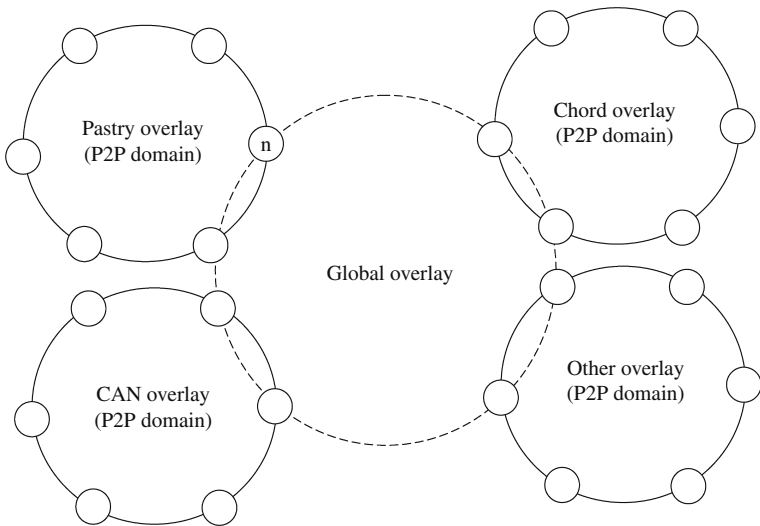 Pastry overlay
(P2P domain)
n
Chord overlay
(P2P domain)
Global overlay
CAN overlay
(P2P domain)
Other overlay
(P2P domain)